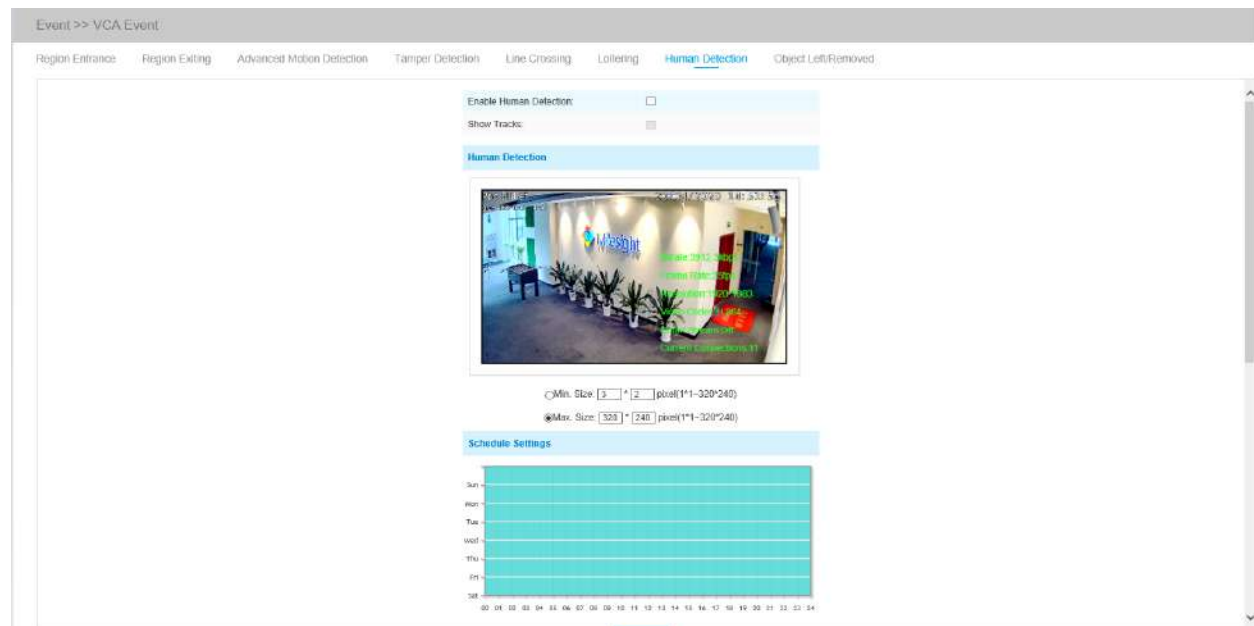 Event >> VCA Event
Region Entrance Region Exiting Advanced Motion Detection Tamper Detection Line Crossing Loitering Human Detection Object Left/Removed
Enable Human Detection:
Show Tracks:
Human Detection
Milesight
Current Connections:11
Min. Size: 3 * 2 pixel(1*1~320*240)
Max. Size: 320 * 240 pixel(1*1~320*240)
Schedule Settings
Sun
Mon
Tue
Wed
Thu
Fri
Sat
00 01 02 03 04 05 06 07 08 09 10 11 12 13 14 15 16 17 18 19 20 21 22 23 24